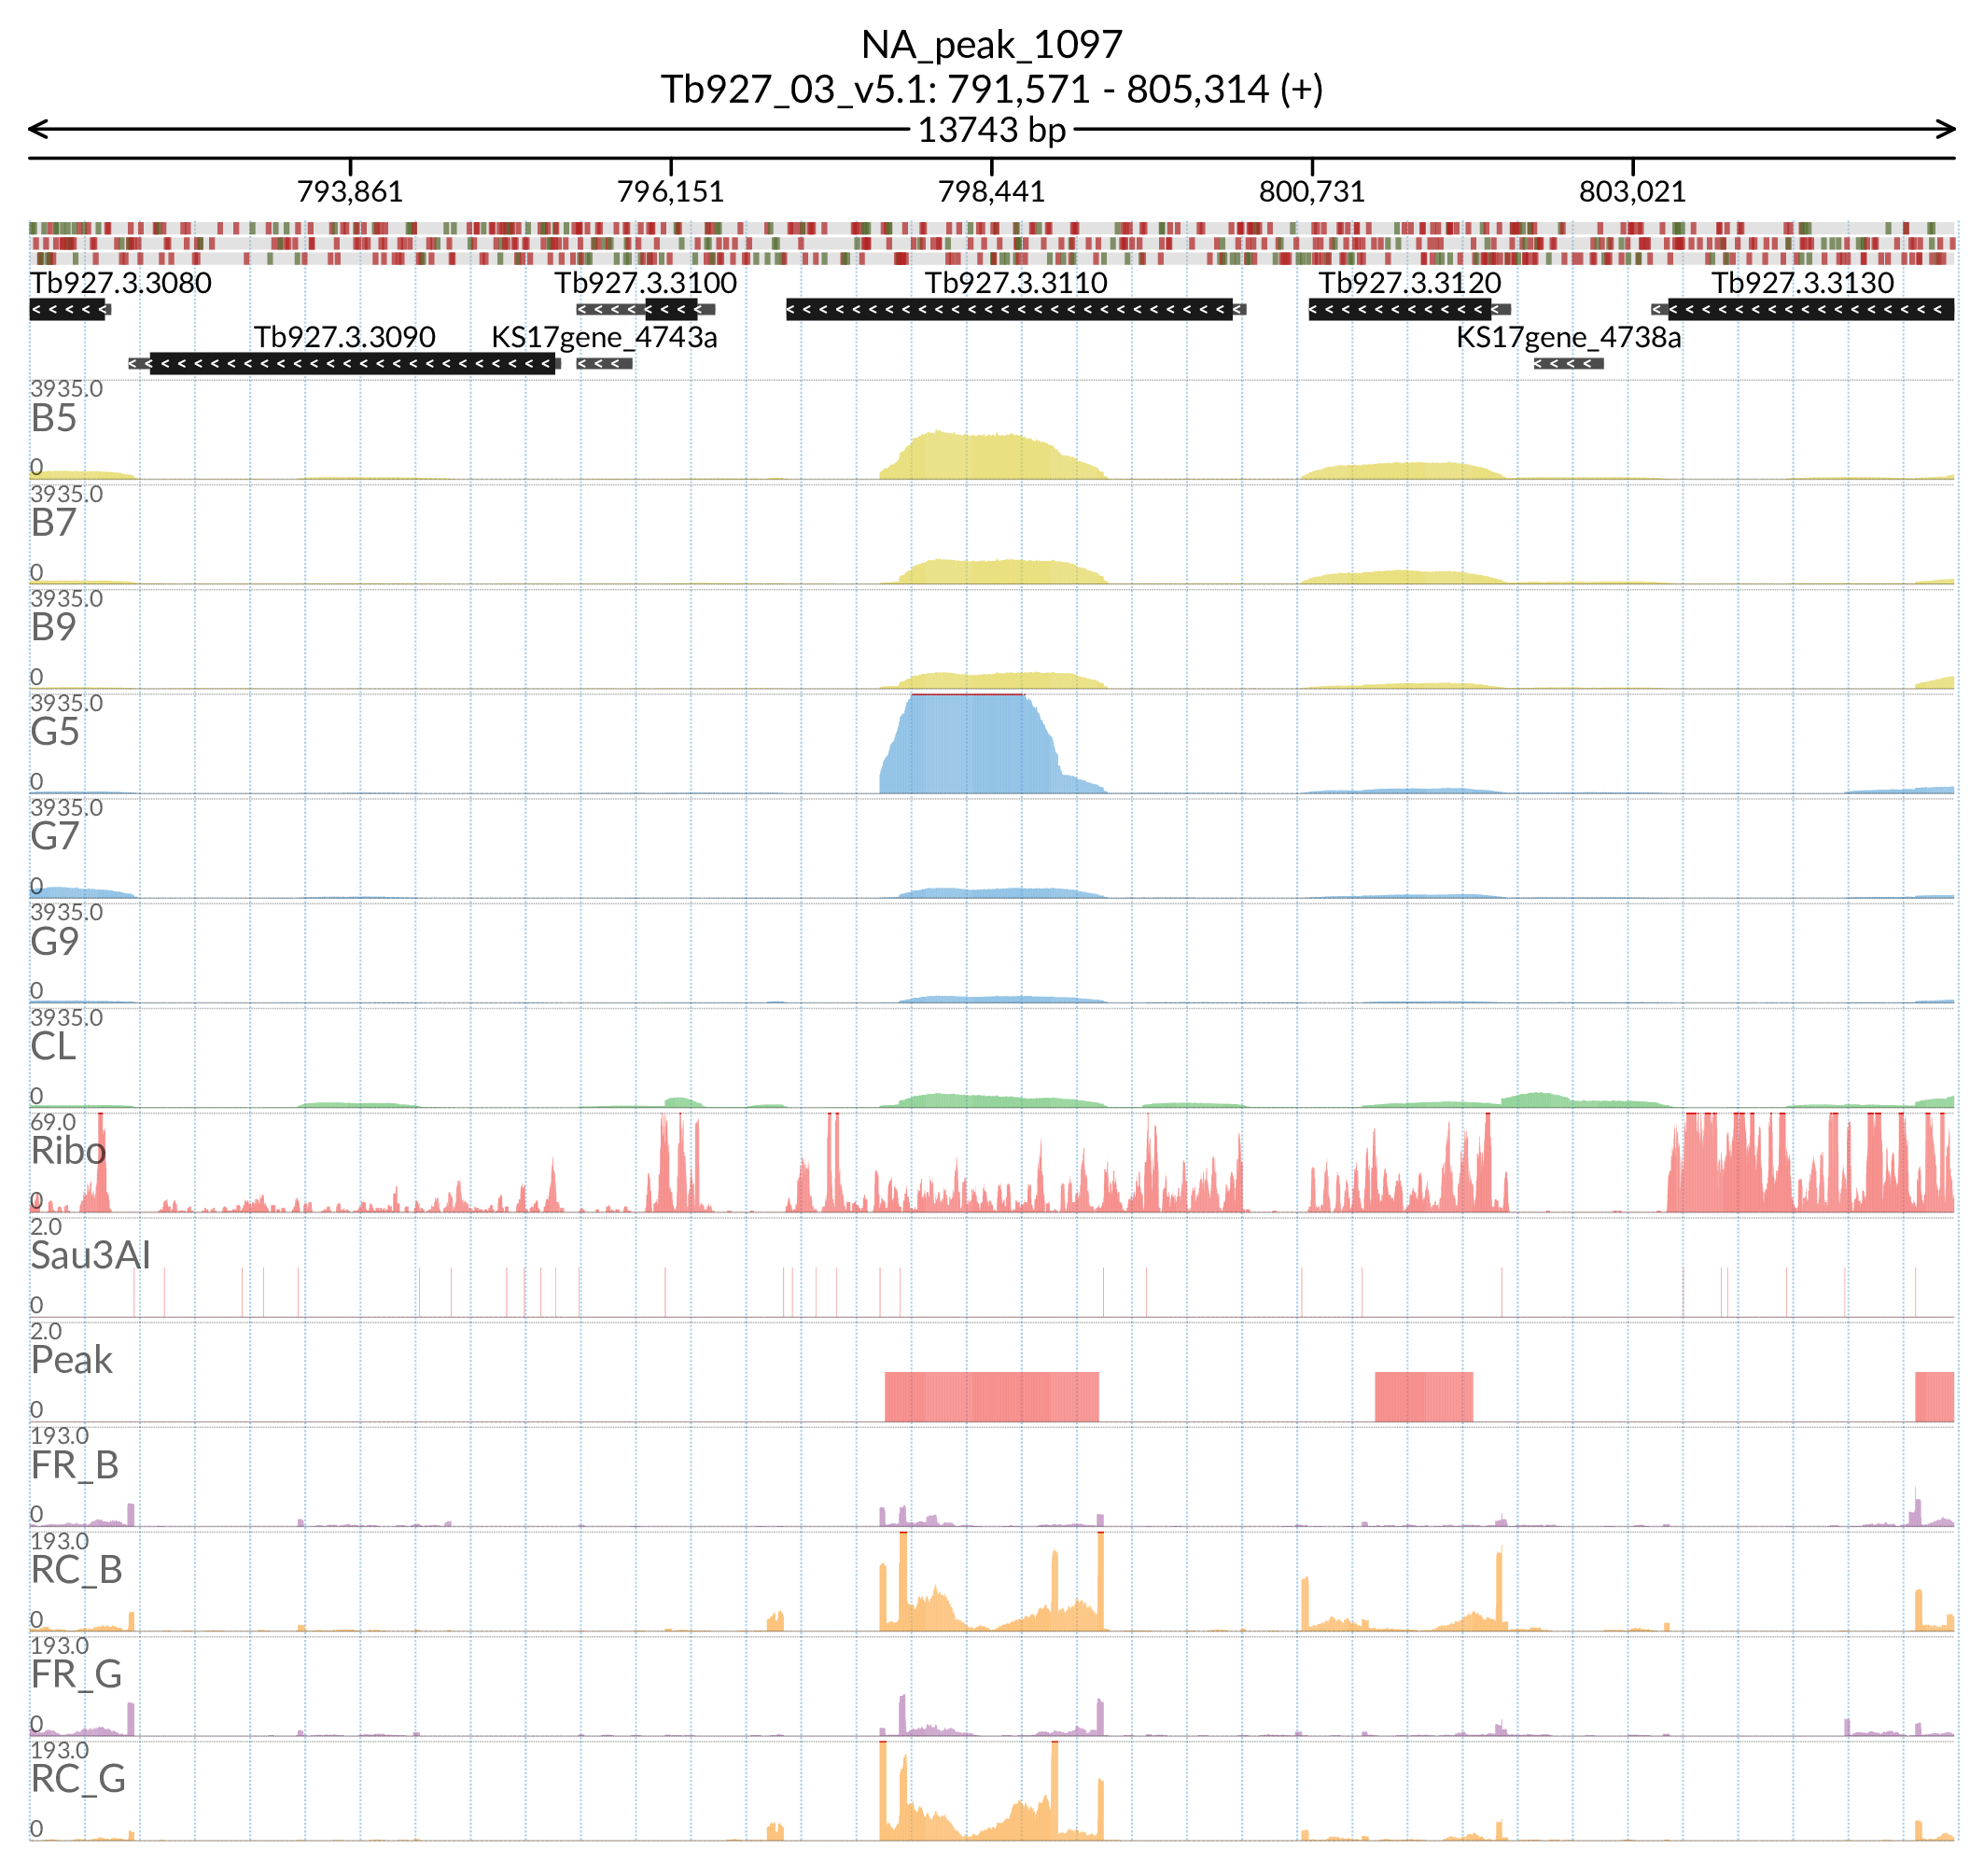 NA_peak_1097
Tb927_03_v5.1: 791,571 - 805,314 (+)
13743 bp
793,861 796,151 798,441 800,731 803,021
Tb927.3.3080 Tb927.3.3100 Tb927.3.3110 Tb927.3.3120 Tb927.3.3130
Tb927.3.3090 KS17gene_4743a KS17gene_4738a
3935.0
B5
0
3935.0
B7
0
3935.0
B9
0
3935.0
G5
0
3935.0
G7
0
3935.0
G9
0
3935.0
CL
0
69.0
Ribo
0
2.0
Sau3AI
0
2.0
Peak
0
193.0
FR_B
0
193.0
RC_B
0
193.0
FR_G
0
193.0
RC_G
0